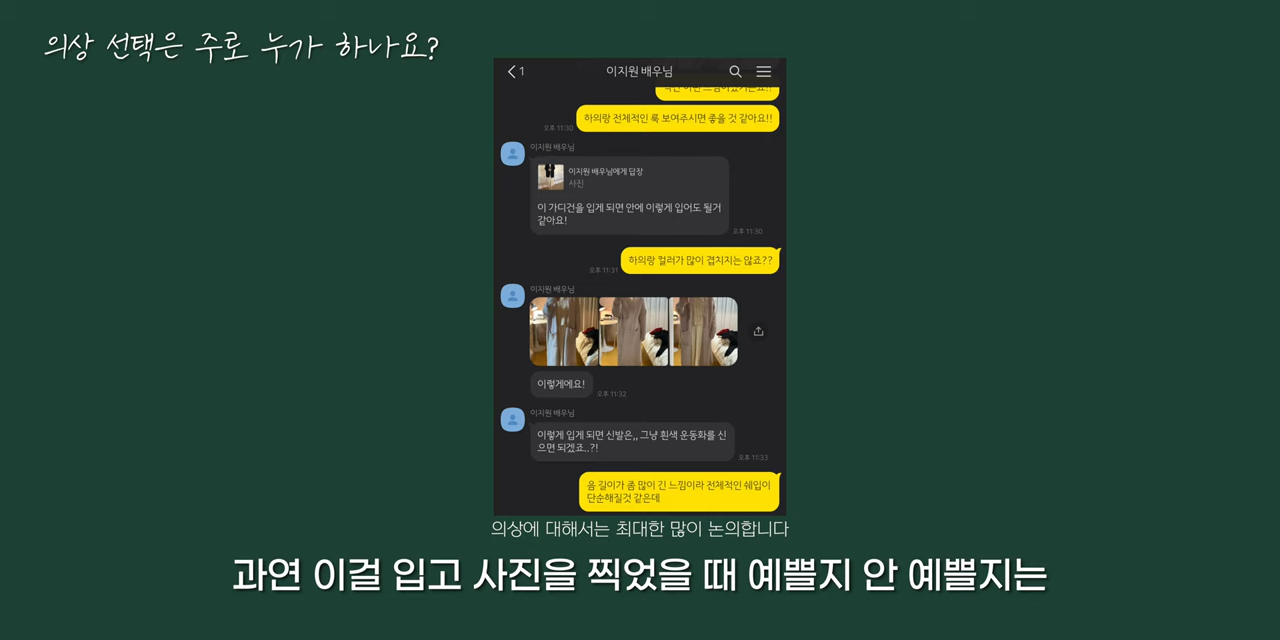 의상 선택은 주로 누가 하나요?
1
이지원 배우님
하의랑 전체적인 룩 보여주시면 좋을 것 같아요!!
오후 11:30
이지원 배우님
이지원 배우님에게 답장
사진
이 가디건을 입게 되면 안에 이렇게 입어도 될거
같아요!
오후 11:30
하의랑 컬러가 많이 겹치지는 않죠??
오후 11:31
이지원 배우님
이렇게에요!
오후 11:32
이지원 배우님
이렇게 입게 되면 신발은,, 그냥 흰색 운동화를 신
으면 되겠죠..?!
오후 11:33
음 길이가 좀 많이 긴 느낌이라 전체적인 쉐입이
단순해질것 같은데
의상에 대해서는 최대한 많이 논의합니다
과연 이걸 입고 사진을 찍었을 때 예쁠지 안 예쁠지는